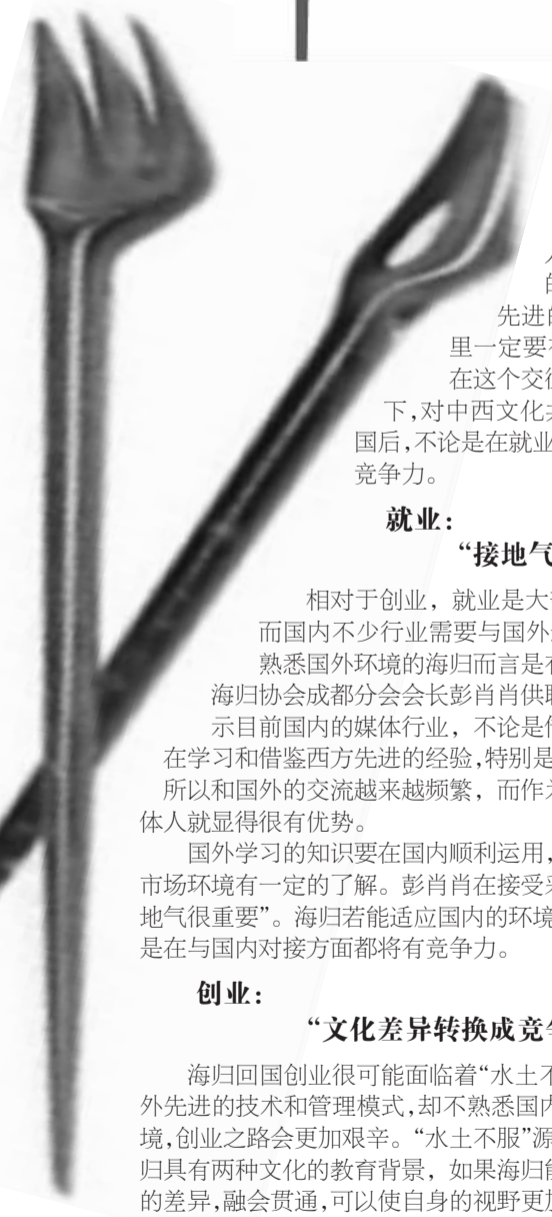 先进的
里一定要
在这个交
下,对中西文化
国后,不论是在就业
竞争力。
就业：
“接地气
相对于创业，就业是大
而国内不少行业需要与国外
熟悉国外环境的海归而言是
海归协会成都分会会长彭肖肖供
示目前国内的媒体行业，不论是
在学习和借鉴西方先进的经验,特别是
所以和国外的交流越来越频繁，而作
体人就显得很有优势。
国外学习的知识要在国内顺利运用,
市场环境有一定的了解。彭肖肖在接受
地气很重要”。海归若能适应国内的环境
是在与国内对接方面都将有竞争力。
创业：
“文化差异转换成竞
海归回国创业很可能面临着“水土不
外先进的技术和管理模式,却不熟悉国内
境,创业之路会更加艰辛。“水土不服”源
归具有两种文化的教育背景，如果海归能
的差异,融会贯通,可以使自身的视野更加